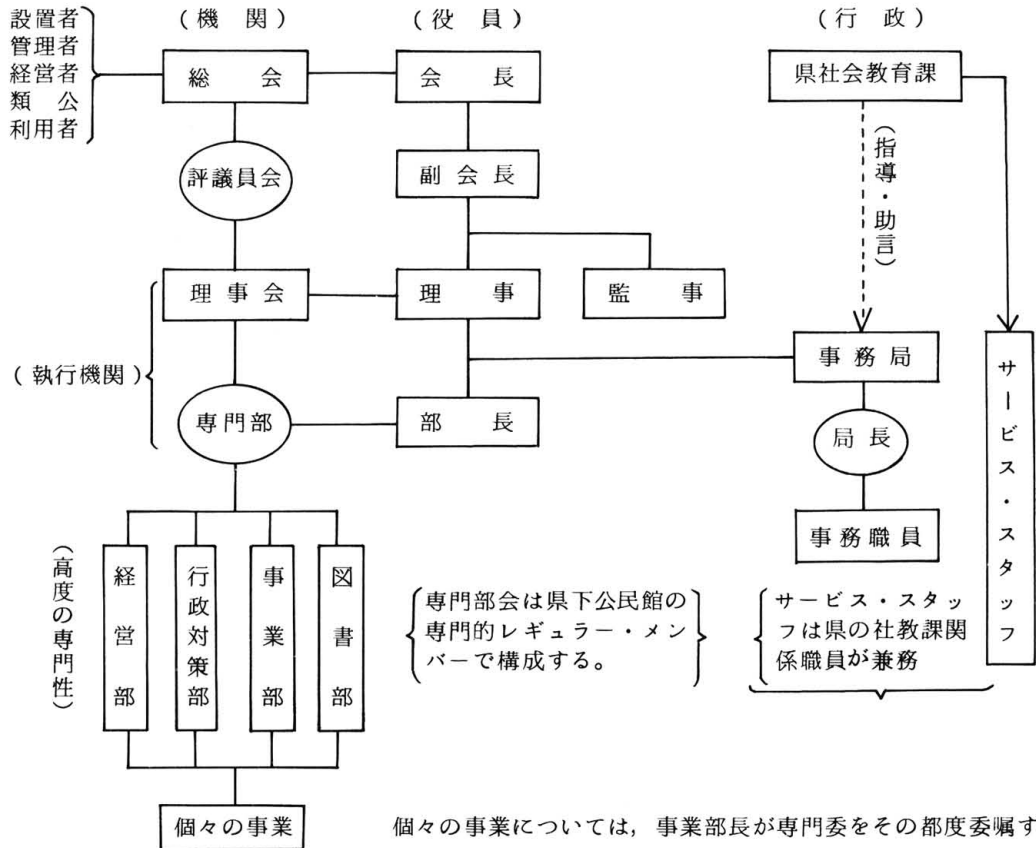 設置者
管理者
経営者
類公
利用者
(機関)
(役員)
(行政)
総会
会長
県社会教育課
評議員会
副会長
(指導・助言)
理事会
理事
監事
(執行機関)
事務局
サービス・スタッフ
専門部
部長
局長
事務職員
(高度の専門性)
経営部
行政対策部
事業部
図書部
専門部会は県下公民館の
専門的レギュラー・メン
バーで構成する。
サービス・スタッ
フは県の社教課関
係職員が兼務
個々の事業
個々の事業については，事業部長が専門委をその都度委嘱す